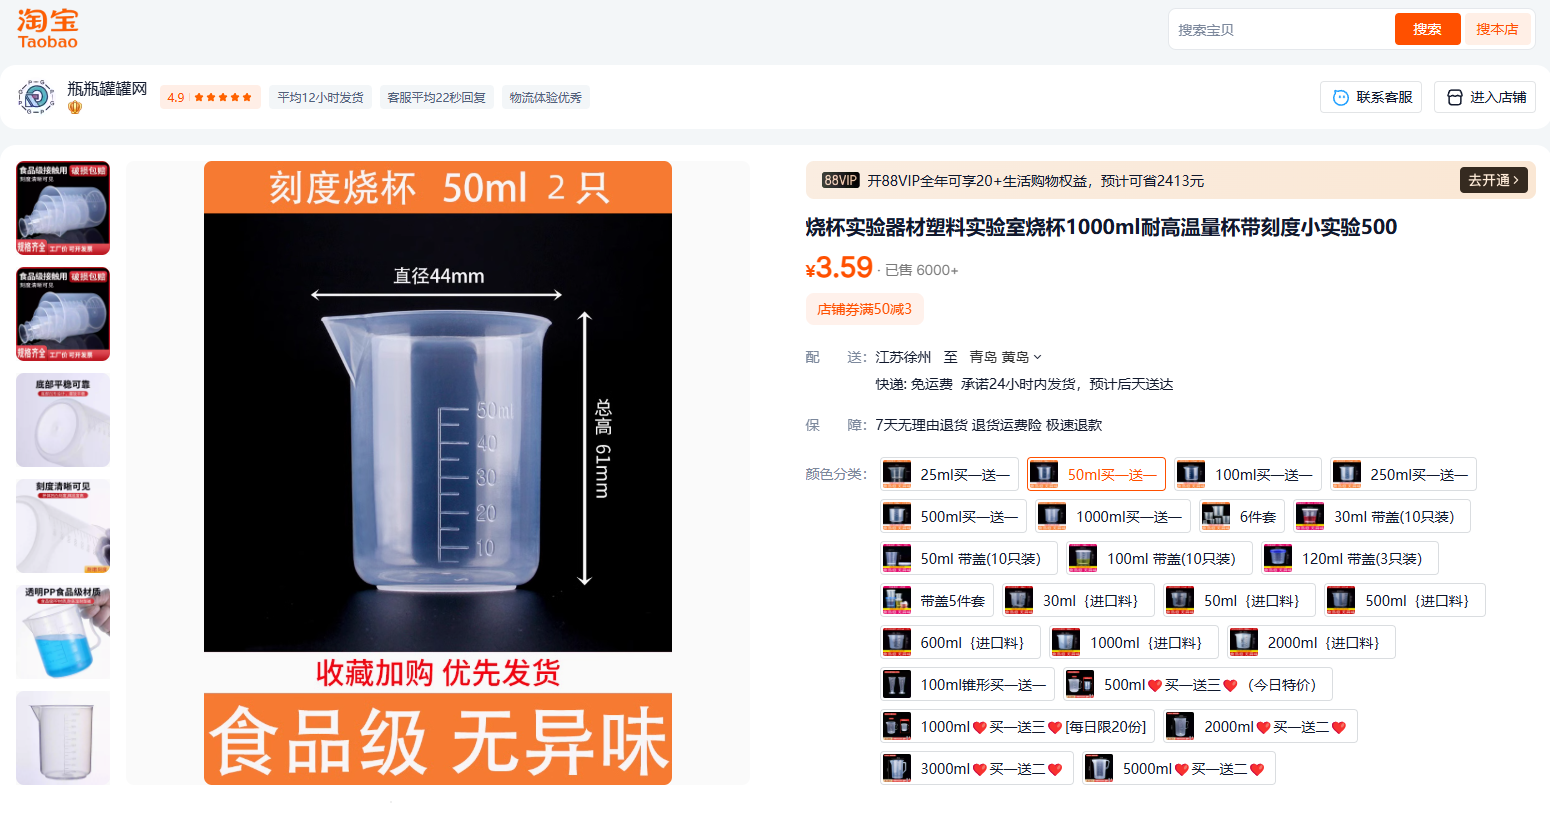 淘宝
Taobao
搜索宝贝
搜索
搜本店
瓶瓶罐罐网
4.9
平均12小时发货
客服平均22秒回复
物流体验优秀
联系客服
进入店铺
食品级接触用 破损包赔
刻度清晰可见
规格齐全 工厂价 可开发票
食品级接触用 破损包赔
刻度清晰可见
规格齐全 工厂价 可开发票
底部平稳可靠
刻度清晰可见
透明PP食品级材质
刻度烧杯 50ml 2只
直径44mm
总高 61mm
50ml
40
30
20
10
收藏加购 优先发货
食品级 无异味
88VIP 开88VIP全年可享20+生活购物权益，预计可省2413元
去开通
烧杯实验器材塑料实验室烧杯1000ml耐高温量杯带刻度小实验500
¥3.59 · 已售 6000+
店铺券满50减3
配送： 江苏徐州 至 青岛 黄岛
快递: 免运费 承诺24小时内发货，预计后天送达
保障： 7天无理由退货 退货运费险 极速退款
颜色分类： 25ml买一送一 50ml买一送一 100ml买一送一 250ml买一送一
500ml买一送一 1000ml买一送一 6件套 30ml 带盖(10只装）
50ml 带盖(10只装） 100ml 带盖(10只装） 120ml 带盖(3只装）
带盖5件套 30ml｛进口料｝ 50ml｛进口料｝ 500ml｛进口料｝
600ml｛进口料｝ 1000ml｛进口料｝ 2000ml｛进口料｝
100ml锥形买一送一 500ml❤️买一送三❤️（今日特价）
1000ml❤️买一送三❤️[每日限20份] 2000ml❤️买一送二❤️
3000ml❤️买一送二❤️ 5000ml❤️买一送二❤️